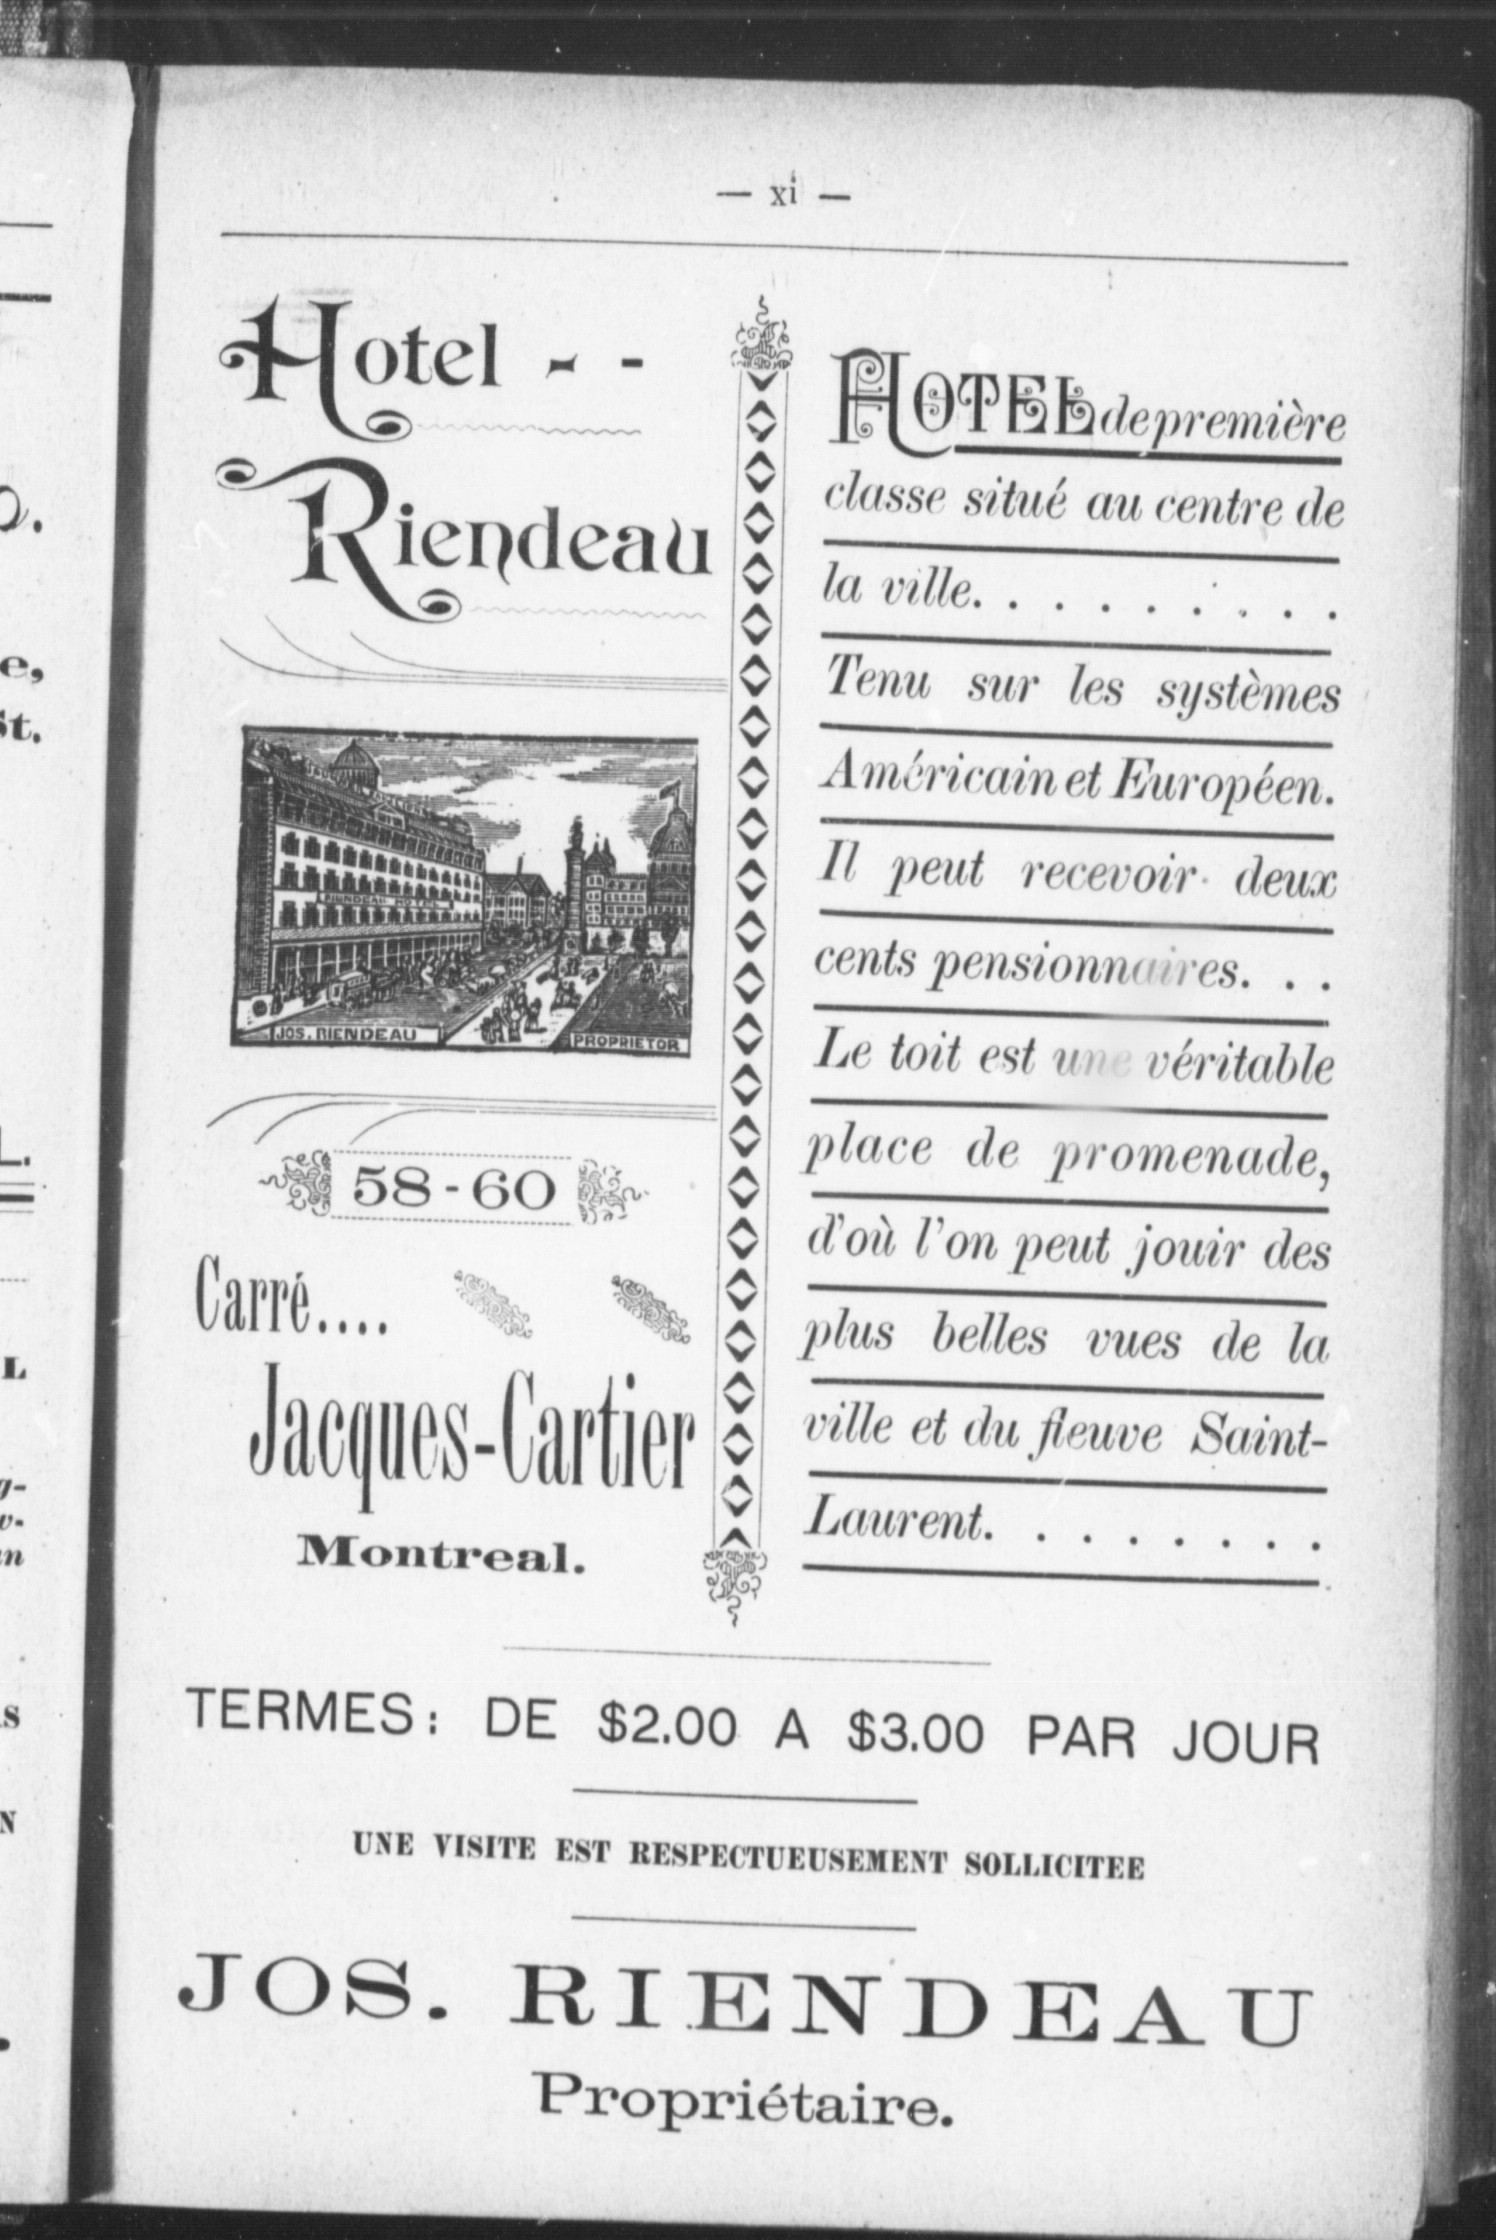 — xi —
Hotel - -
Riendeau
RIENDEAU HOTEL
JOS. RIENDEAU
PROPRIETOR
58-60
Carré....
Jacques-Cartier
Montreal.
HOTEL de première
classe situé au centre de
la ville. . . . . . . . .
Tenu sur les systèmes
Américain et Européen.
Il peut recevoir deux
cents pensionnaires. . .
Le toit est une véritable
place de promenade,
d'où l'on peut jouir des
plus belles vues de la
ville et du fleuve Saint-
Laurent. . . . . . . .
TERMES: DE $2.00 A $3.00 PAR JOUR
UNE VISITE EST RESPECTUEUSEMENT SOLLICITEE
JOS. RIENDEAU
Propriétaire.